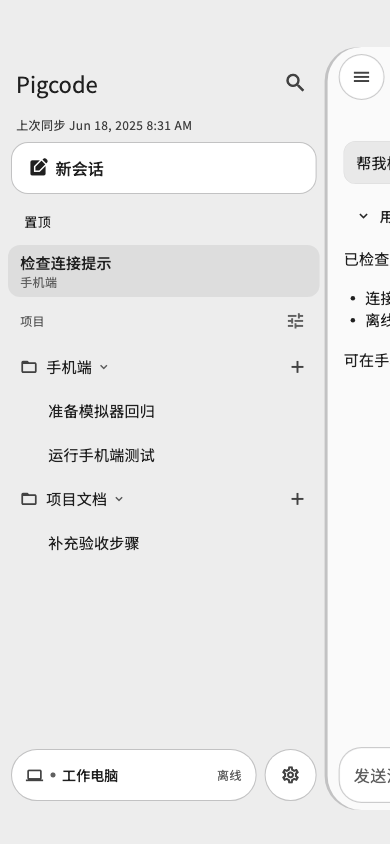 Pigcode
上次同步 Jun 18, 2025 8:31 AM
新会话
置顶
检查连接提示
手机端
项目
手机端
准备模拟器回归
运行手机端测试
项目文档
补充验收步骤
工作电脑
离线
帮我
已检查
• 连接
• 离线
可在手
发送